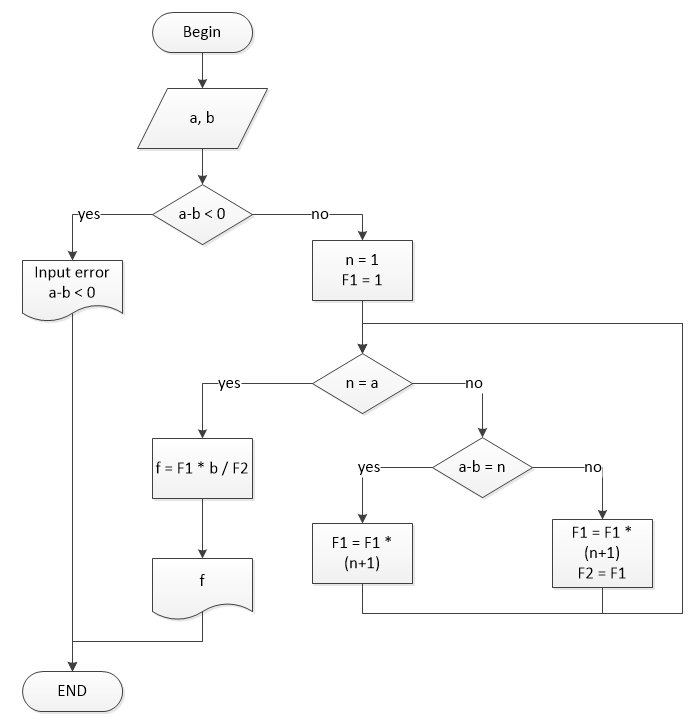 Begin
a, b
a-b < 0
yes
no
Input error
a-b < 0
n = 1
F1 = 1
n = a
yes
no
f = F1 * b / F2
a-b = n
yes
no
F1 = F1 *
(n+1)
F1 = F1 *
(n+1)
F2 = F1
f
END